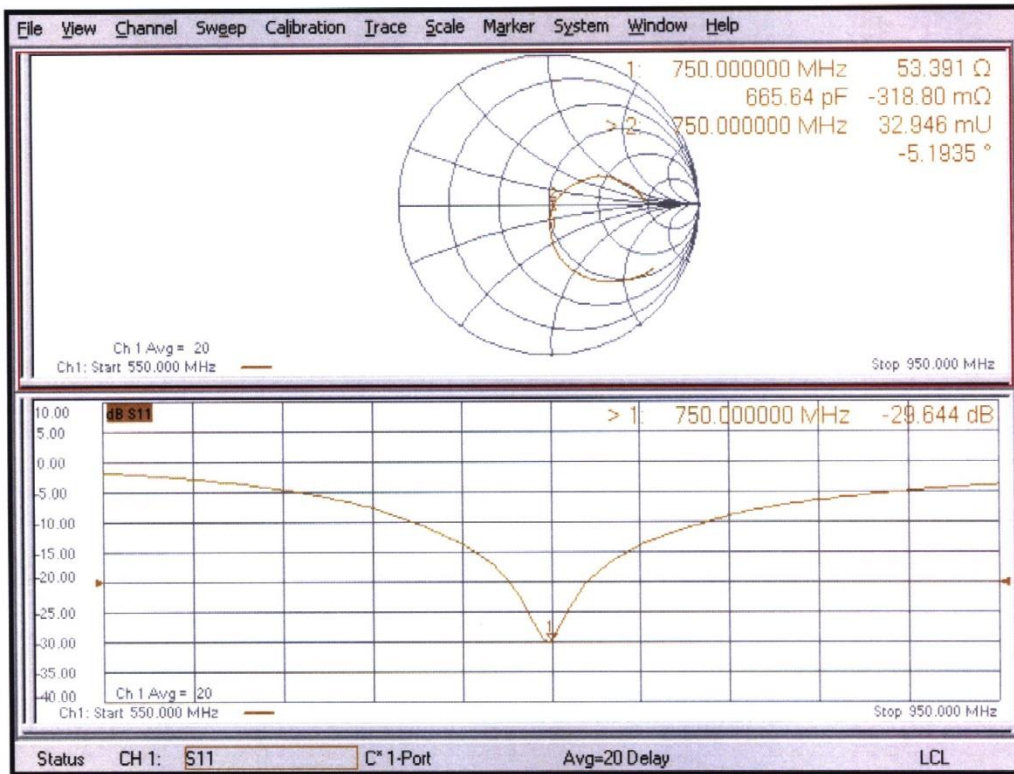 File View Channel Sweep Calibration Trace Scale Marker System Window Help
1: 750.000000 MHz 53.391 Ω
665.64 pF -318.80 mΩ
> 2: 750.000000 MHz 32.946 mU
-5.1935 °
Ch 1 Avg = 20
Ch1: Start 550.000 MHz
Stop 950.000 MHz
dB S11
> 1: 750.000000 MHz -29.644 dB
10.00
5.00
0.00
-5.00
-10.00
-15.00
-20.00
-25.00
-30.00
-35.00
-40.00
1
Ch 1 Avg = 20
Ch1: Start 550.000 MHz
Stop 950.000 MHz
Status CH 1: S11 C* 1-Port Avg=20 Delay LCL